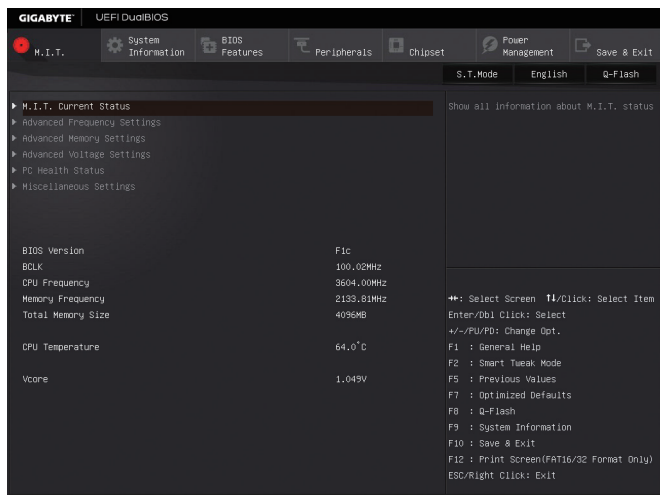 GIGABYTE™ UEFI DualBIOS
M.I.T.
System Information
BIOS Features
Peripherals
Chipset
Power Management
Save & Exit
S.T.Mode English Q-Flash
M.I.T. Current Status
Advanced Frequency Settings
Advanced Memory Settings
Advanced Voltage Settings
PC Health Status
Miscellaneous Settings
Show all information about M.I.T. status
BIOS Version F1c
BCLK 100.02MHz
CPU Frequency 3604.00MHz
Memory Frequency 2133.81MHz
Total Memory Size 4096MB
CPU Temperature 64.0°C
Vcore 1.049V
→←: Select Screen ↑↓/Click: Select Item
Enter/Dbl Click: Select
+/-/PU/PD: Change Opt.
F1 : General Help
F2 : Smart Tweak Mode
F5 : Previous Values
F7 : Optimized Defaults
F8 : Q-Flash
F9 : System Information
F10 : Save & Exit
F12 : Print Screen(FAT16/32 Format Only)
ESC/Right Click: Exit